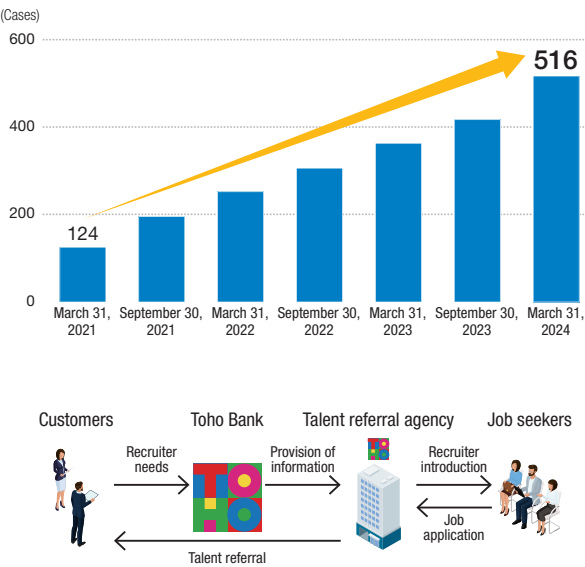 (Cases)
600
400
200
0
124
516
March 31,
2021
September 30,
2021
March 31,
2022
September 30,
2022
March 31,
2023
September 30,
2023
March 31,
2024
Customers
Toho Bank
Talent referral agency
Job seekers
Recruiter
needs
Provision of
information
Recruiter
introduction
Job
application
Talent referral
TO
HO